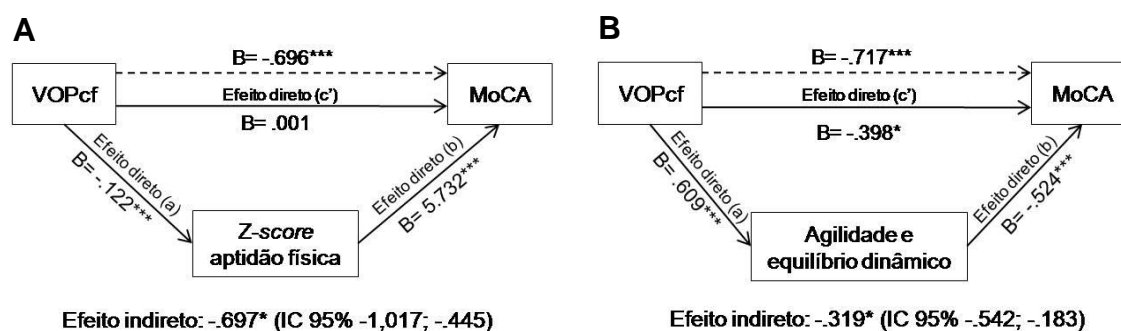 A
B= -.696***
VOPcf
Efeito direto (c')
MoCA
B= .001
Efeito direto (a)
B= -.122***
Efeito direto (b)
B= 5.732***
Z-score
aptidão física
Efeito indireto: -.697* (IC 95% -1,017; -.445)
B
B= -.717***
VOPcf
Efeito direto (c')
MoCA
B= -.398*
Efeito direto (a)
B= .609***
Efeito direto (b)
B= -.524***
Agilidade e
equilíbrio dinâmico
Efeito indireto: -.319* (IC 95% -.542; -.183)